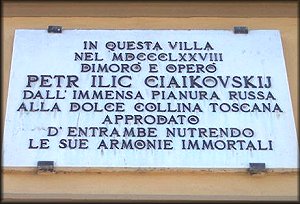 IN QUESTA VILLA
NEL MDCCCLXXVIII
DIMORÒ E OPERÒ
PETR ILIC CIAIKOVSKIJ
DALL'IMMENSA PIANURA RUSSA
ALLA DOLCE COLLINA TOSCANA
APPRODATO
D'ENTRAMBE NUTRENDO
LE SUE ARMONIE IMMORTALI